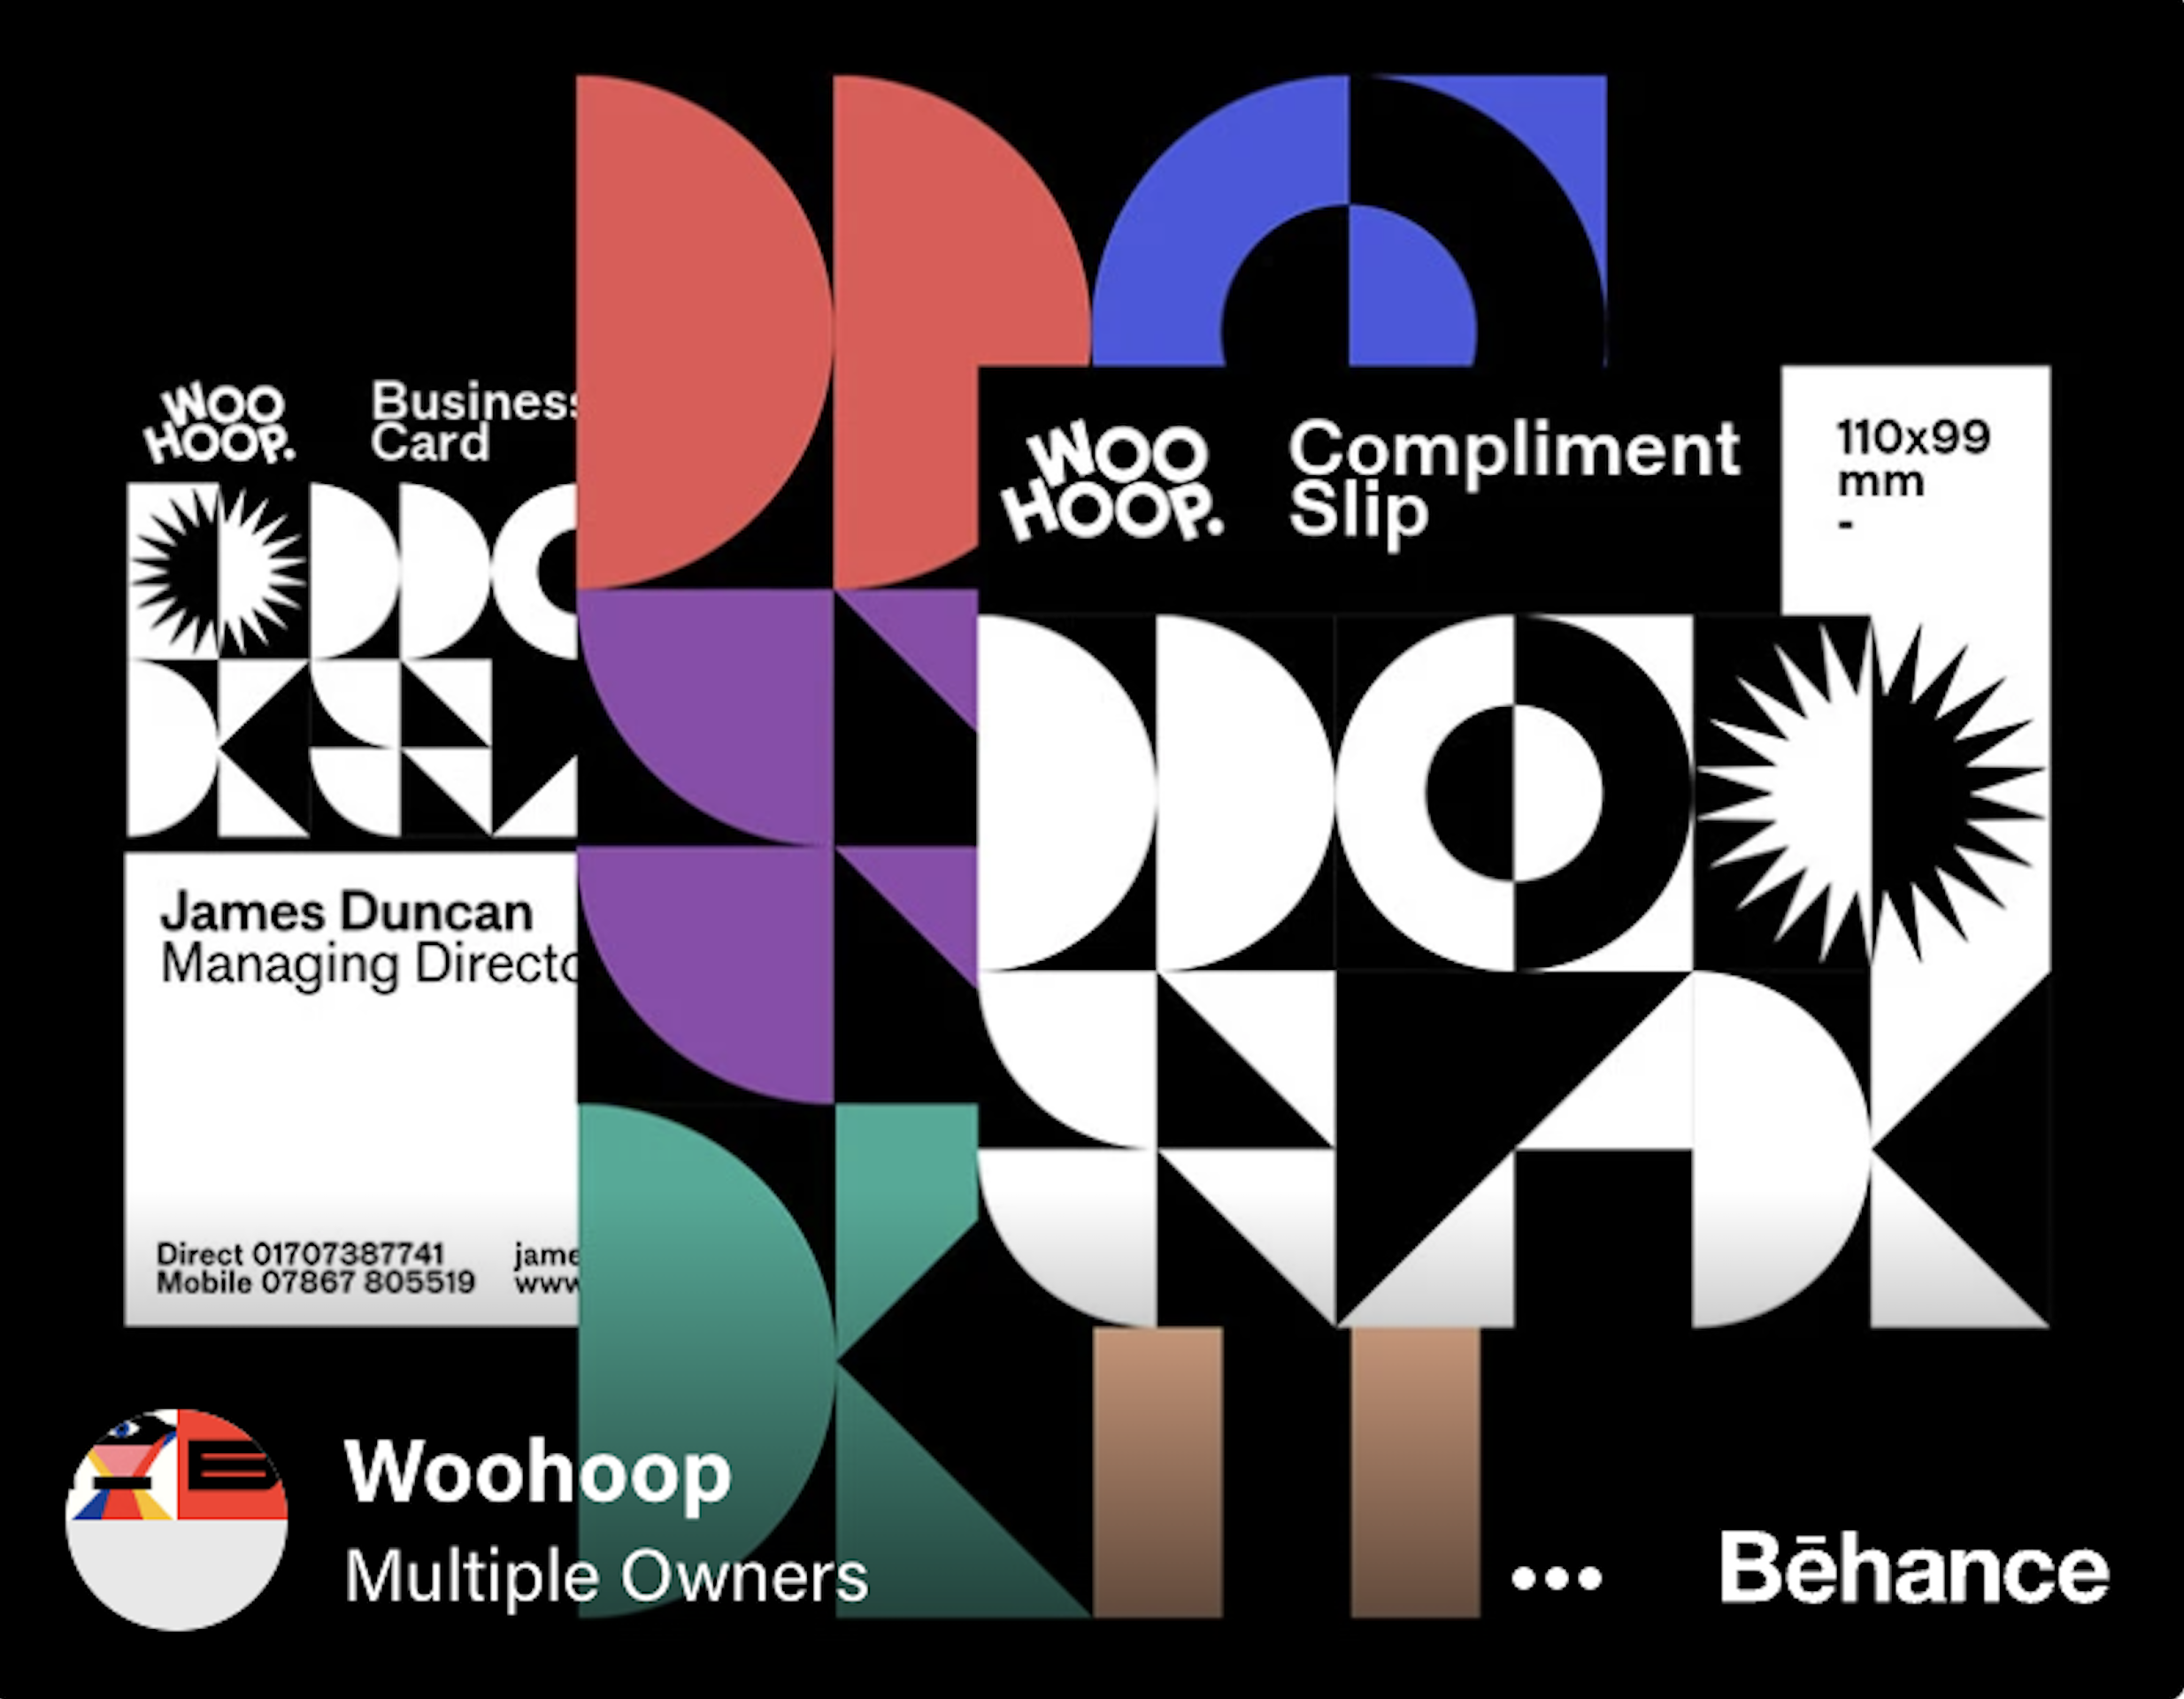 WOO
HOOP.
Business
Card
WOO
HOOP.
Compliment
Slip
110x99
mm
-
James Duncan
Managing Directo
Direct 01707387741
Mobile 07867 805519
jame
www
Woohoop
Multiple Owners
Bēhance